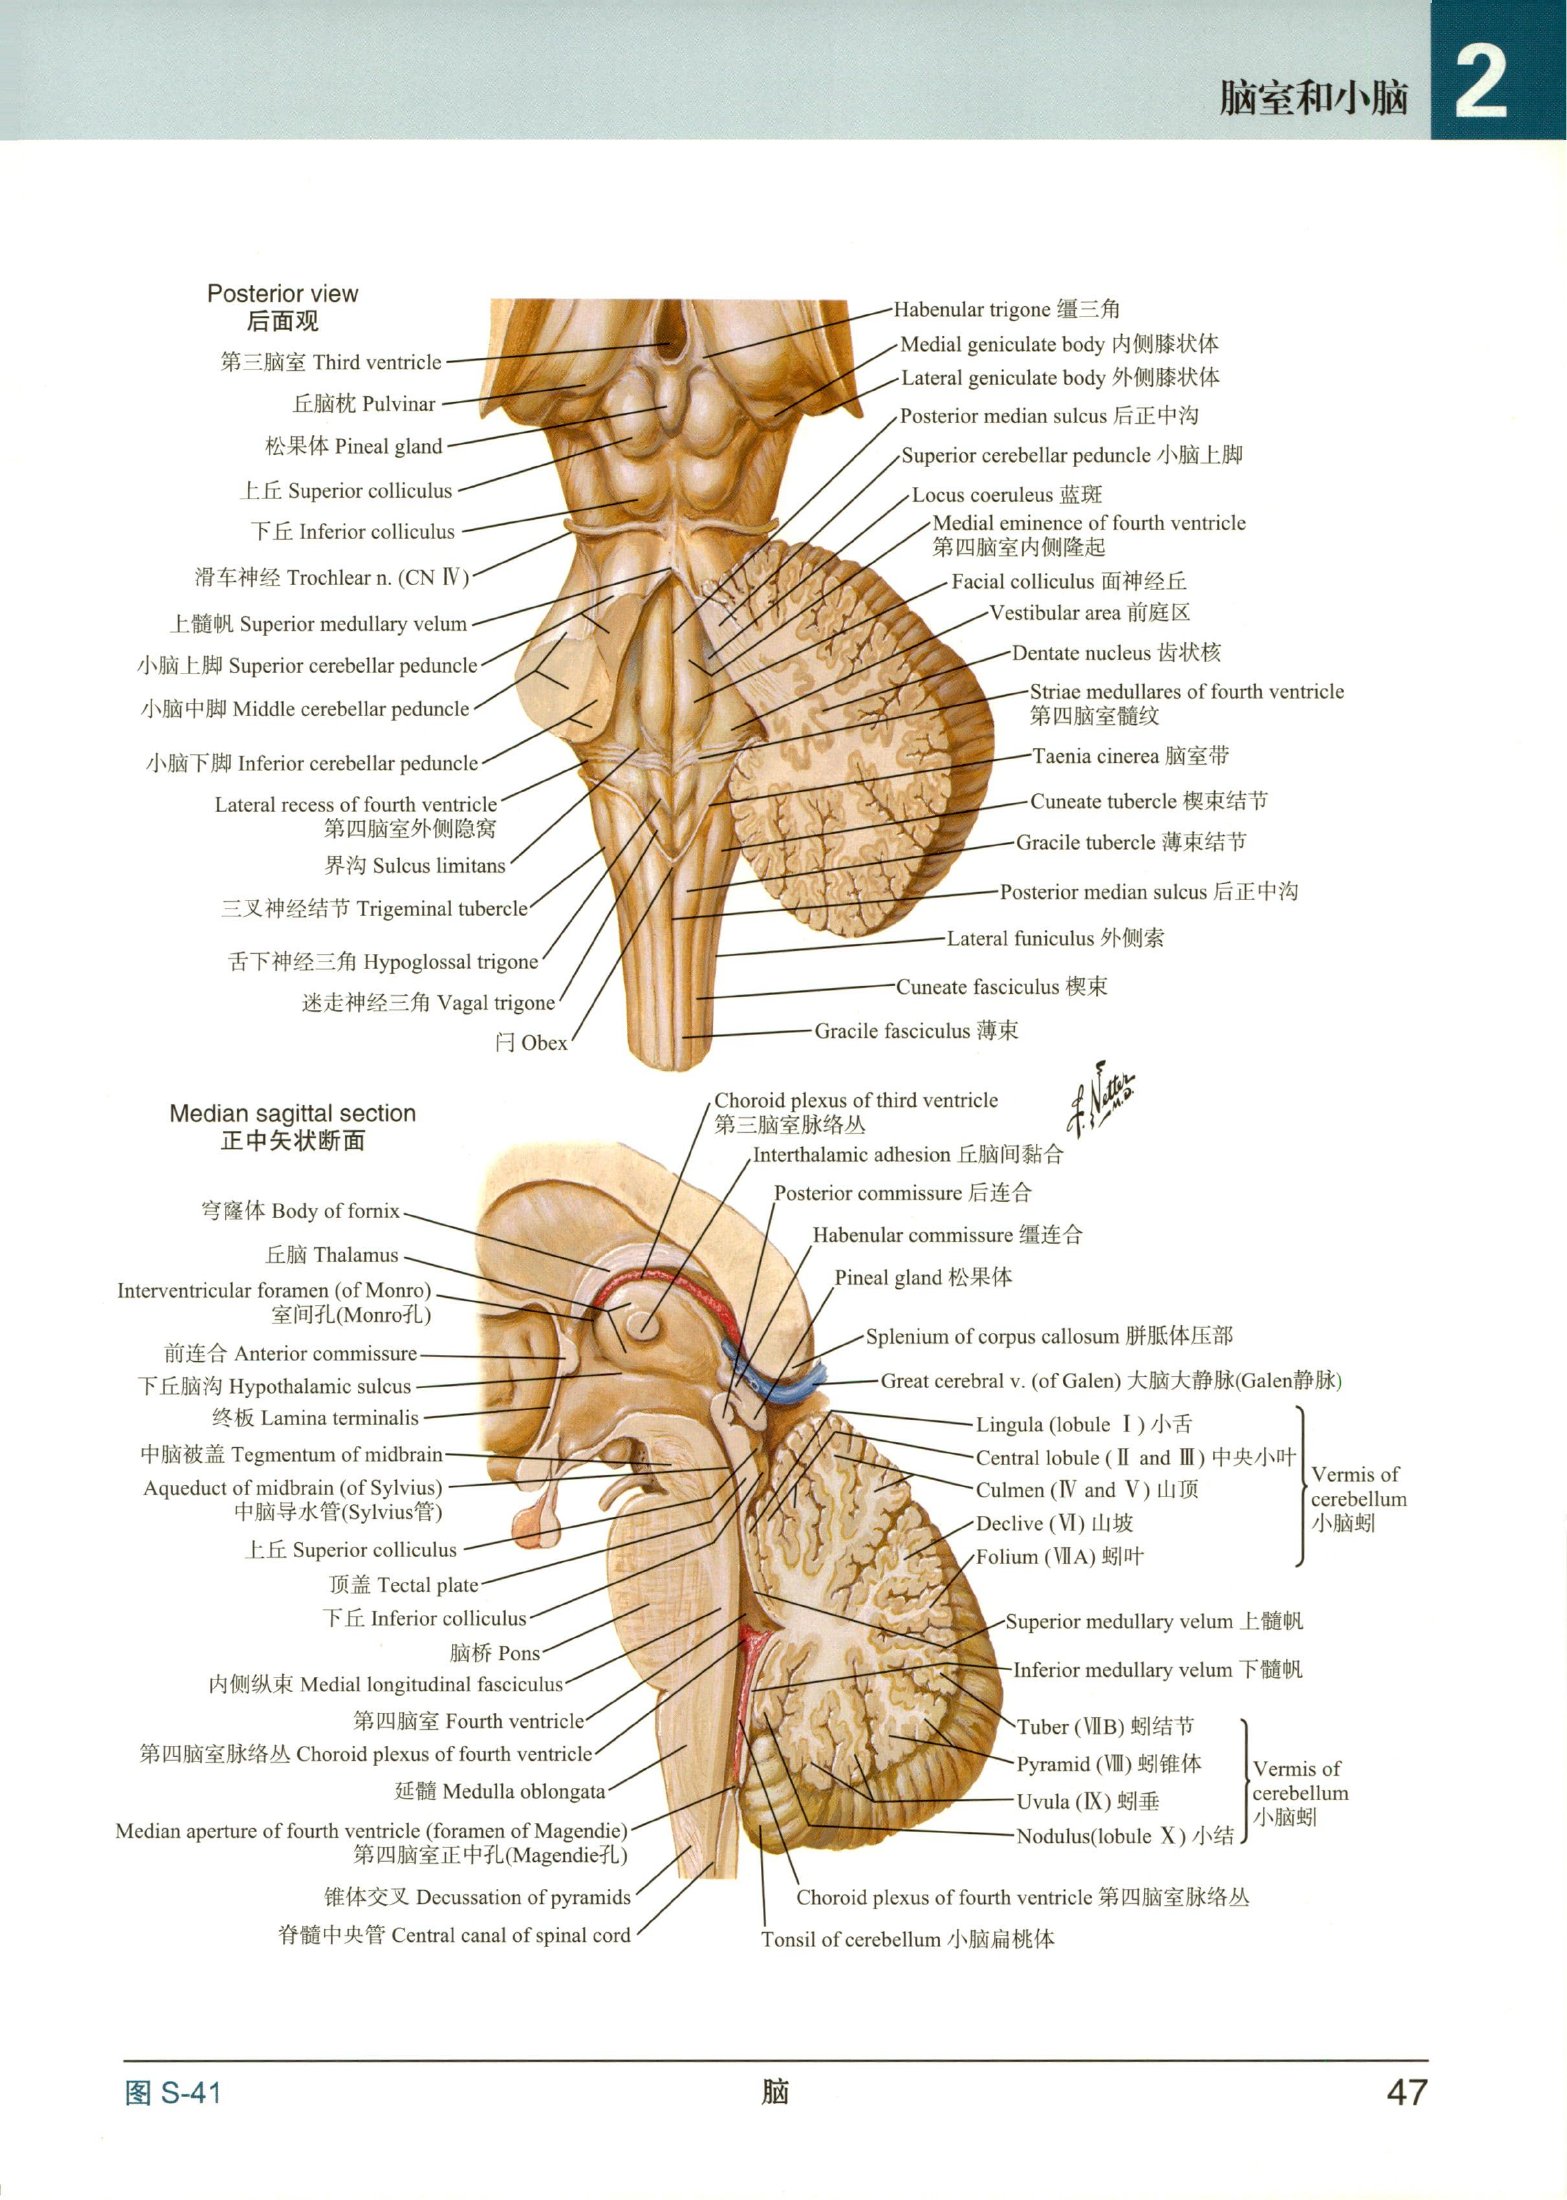 脑室和小脑
2
Posterior view
后面观
第三脑室 Third ventricle
丘脑枕 Pulvinar
松果体 Pineal gland
上丘 Superior colliculus
下丘 Inferior colliculus
滑车神经 Trochlear n. (CN Ⅳ)
上髓帆 Superior medullary velum
小脑上脚 Superior cerebellar peduncle
小脑中脚 Middle cerebellar peduncle
小脑下脚 Inferior cerebellar peduncle
Lateral recess of fourth ventricle
第四脑室外侧隐窝
界沟 Sulcus limitans
三叉神经结节 Trigeminal tubercle
舌下神经三角 Hypoglossal trigone
迷走神经三角 Vagal trigone
闩 Obex
Habenular trigone 缰三角
Medial geniculate body 内侧膝状体
Lateral geniculate body 外侧膝状体
Posterior median sulcus 后正中沟
Superior cerebellar peduncle 小脑上脚
Locus coeruleus 蓝斑
Medial eminence of fourth ventricle
第四脑室内侧隆起
Facial colliculus 面神经丘
Vestibular area 前庭区
Dentate nucleus 齿状核
Striae medullares of fourth ventricle
第四脑室髓纹
Taenia cinerea 脑室带
Cuneate tubercle 楔束结节
Gracile tubercle 薄束结节
Posterior median sulcus 后正中沟
Lateral funiculus 外侧索
Cuneate fasciculus 楔束
Gracile fasciculus 薄束
F. Netter
M.D.
Median sagittal section
正中矢状断面
穹窿体 Body of fornix
丘脑 Thalamus
Interventricular foramen (of Monro)
室间孔(Monro孔)
前连合 Anterior commissure
下丘脑沟 Hypothalamic sulcus
终板 Lamina terminalis
中脑被盖 Tegmentum of midbrain
Aqueduct of midbrain (of Sylvius)
中脑导水管(Sylvius管)
上丘 Superior colliculus
顶盖 Tectal plate
下丘 Inferior colliculus
脑桥 Pons
内侧纵束 Medial longitudinal fasciculus
第四脑室 Fourth ventricle
第四脑室脉络丛 Choroid plexus of fourth ventricle
延髓 Medulla oblongata
Median aperture of fourth ventricle (foramen of Magendie)
第四脑室正中孔(Magendie孔)
锥体交叉 Decussation of pyramids
脊髓中央管 Central canal of spinal cord
Choroid plexus of third ventricle
第三脑室脉络丛
Interthalamic adhesion 丘脑间黏合
Posterior commissure 后连合
Habenular commissure 缰连合
Pineal gland 松果体
Splenium of corpus callosum 胼胝体压部
Great cerebral v. (of Galen) 大脑大静脉(Galen静脉)
Lingula (lobule Ⅰ) 小舌
Central lobule (Ⅱ and Ⅲ) 中央小叶
Culmen (Ⅳ and Ⅴ) 山顶
Declive (Ⅵ) 山坡
Folium (ⅦA) 蚓叶
Vermis of
cerebellum
小脑蚓
Superior medullary velum 上髓帆
Inferior medullary velum 下髓帆
Tuber (ⅦB) 蚓结节
Pyramid (Ⅷ) 蚓锥体
Uvula (Ⅸ) 蚓垂
Nodulus(lobule Ⅹ) 小结
Vermis of
cerebellum
小脑蚓
Choroid plexus of fourth ventricle 第四脑室脉络丛
Tonsil of cerebellum 小脑扁桃体
图 S-41
脑
47